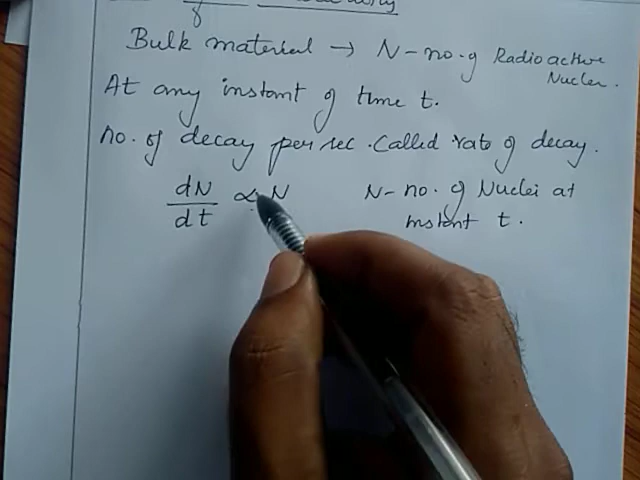 Bulk material → N - no. of Radioactive Nuclei.
At any instant of time t.
no. of decay per sec. Called rate of decay.
dN/dt ∝ N
N - no. of Nuclei at instant t.